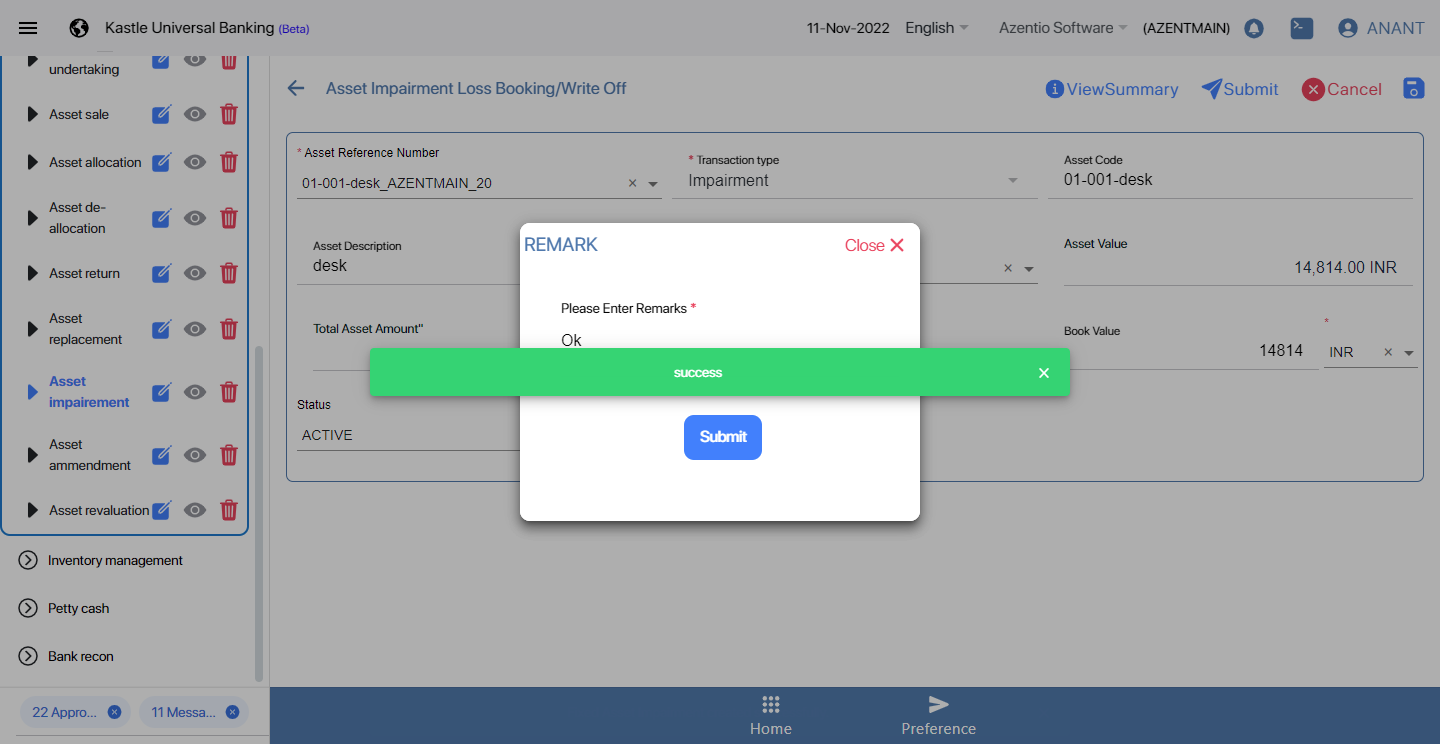 Kastle Universal Banking (Beta)
11-Nov-2022
English
Azentio Software
(AZENTMAIN)
ANANT
undertaking
Asset sale
Asset allocation
Asset de-
allocation
Asset return
Asset
replacement
Asset
impairement
Asset
ammendment
Asset revaluation
Inventory management
Petty cash
Bank recon
22 Appro...
11 Messa...
Asset Impairment Loss Booking/Write Off
ViewSummary
Submit
Cancel
* Asset Reference Number
01-001-desk_AZENTMAIN_20
* Transaction type
Impairment
Asset Code
01-001-desk
Asset Description
desk
Asset Value
14,814.00 INR
Total Asset Amount"
Book Value
14814
*
INR
Status
ACTIVE
REMARK
Close
Please Enter Remarks *
Ok
success
Submit
Home
Preference